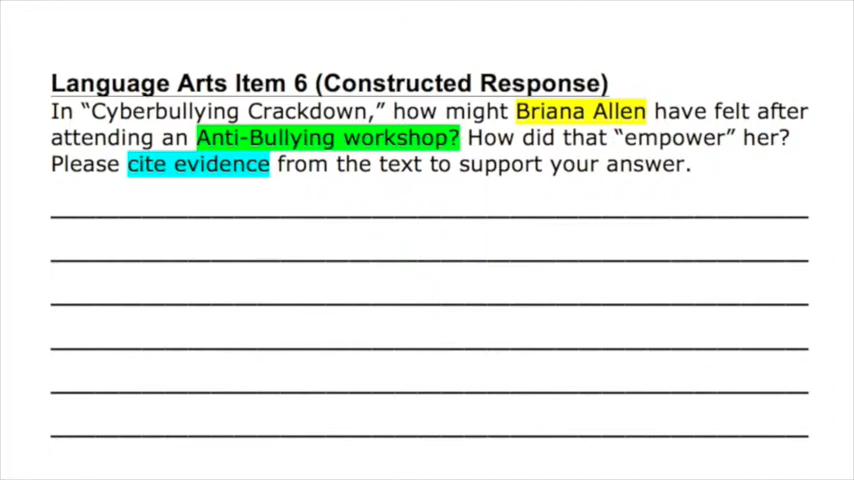 Language Arts Item 6 (Constructed Response)
In “Cyberbullying Crackdown,” how might Briana Allen have felt after
attending an Anti-Bullying workshop? How did that “empower” her?
Please cite evidence from the text to support your answer.